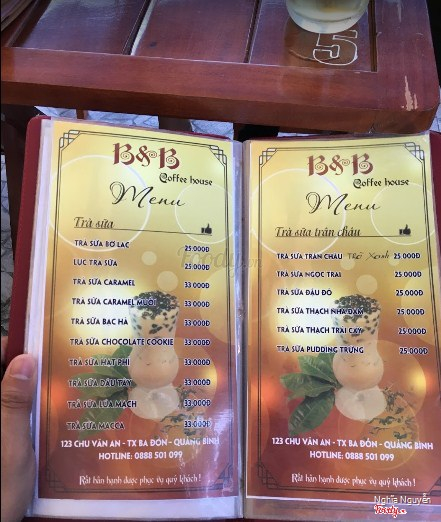 5
B&B
Coffee house
Menu
Trà sữa
TRÀ SỮA BƠ LẠC 25.000Đ
LỤC TRÀ SỮA 25.000Đ
TRÀ SỮA CARAMEL 33.000Đ
TRÀ SỮA CARAMEL MUỐI 33.000Đ
TRÀ SỮA BẠC HÀ 33.000Đ
TRÀ SỮA CHOCOLATE COOKIE 33.000Đ
TRÀ SỮA HẠT PHỈ 33.000Đ
TRÀ SỮA DÂU TÂY 33.000Đ
TRÀ SỮA LÚA MẠCH 33.000Đ
TRÀ SỮA MACCA 33.000Đ
123 CHU VĂN AN - TX BA ĐỒN - QUẢNG BÌNH
HOTLINE: 0888 501 099
Rất hân hạnh được phục vụ quý khách !
B&B
Coffee house
Menu
Trà sữa trân châu
TRÀ SỮA TRÂN CHÂU 25.000Đ
TRÀ SỮA NGỌC TRAI 25.000Đ
TRÀ SỮA ĐẬU ĐỎ 25.000Đ
TRÀ SỮA THẠCH NHA ĐAM 25.000Đ
TRÀ SỮA THẠCH TRÁI CÂY 25.000Đ
TRÀ SỮA PUDDING TRỨNG 25.000Đ
123 CHU VĂN AN - TX BA ĐỒN - QUẢNG BÌNH
HOTLINE: 0888 501 099
Rất hân hạnh được phục vụ quý khách !
Foody.vn
Nghĩa Nguyễn
Foody.vn